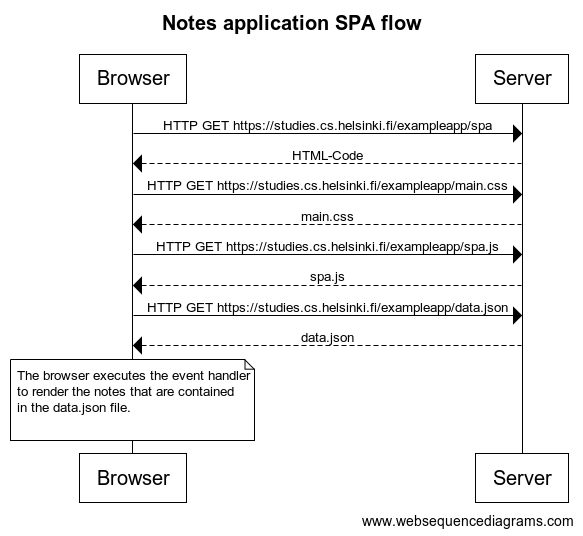 Notes application SPA flow
Browser
Server
HTTP GET https://studies.cs.helsinki.fi/exampleapp/spa
HTML-Code
HTTP GET https://studies.cs.helsinki.fi/exampleapp/main.css
main.css
HTTP GET https://studies.cs.helsinki.fi/exampleapp/spa.js
spa.js
HTTP GET https://studies.cs.helsinki.fi/exampleapp/data.json
data.json
The browser executes the event handler
to render the notes that are contained
in the data.json file.
Browser
Server
www.websequencediagrams.com